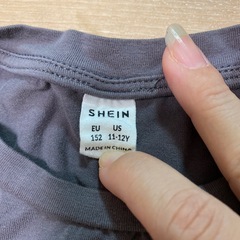 SHEIN
EU US
152 11-12Y
MADE IN CHINA